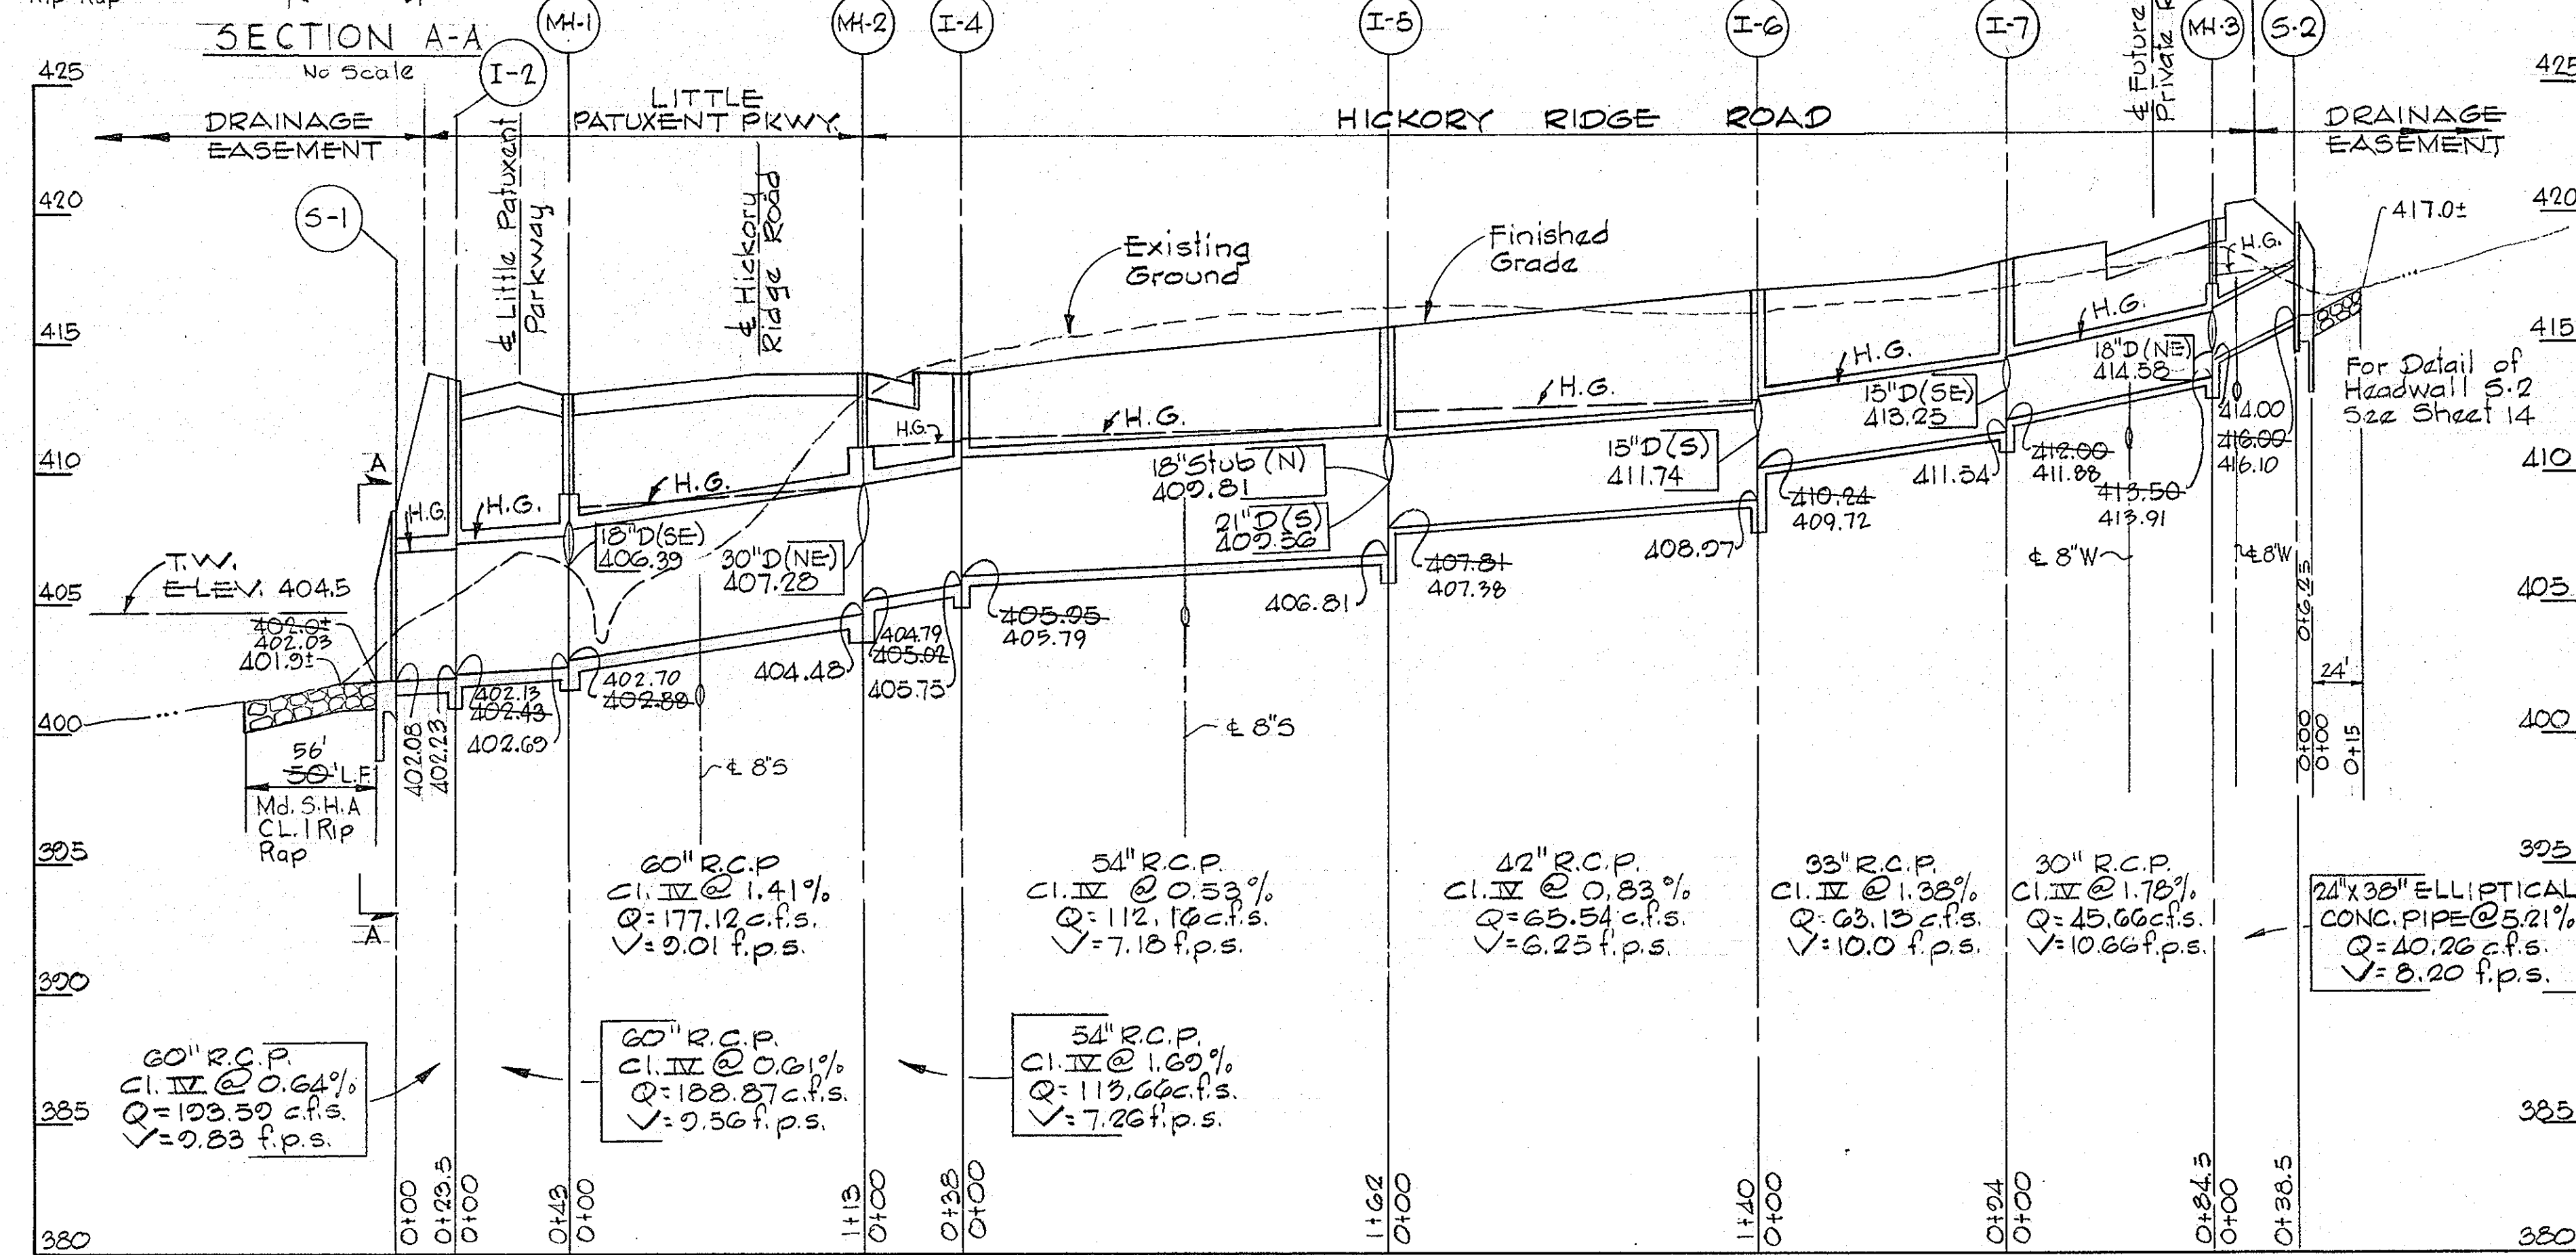 SECTION A-A
No Scale
I-2
MH-1
MH-2
I-4
I-5
I-6
I-7
MH-3
S-2
℄ Future
Private
425
425
DRAINAGE
EASEMENT
LITTLE
PATUXENT PKWY.
HICKORY RIDGE ROAD
DRAINAGE
EASEMENT
℄ Little Patuxent
Parkway
℄ Hickory
Ridge Road
420
420
S-1
417.0±
Existing
Ground
Finished
Grade
H.G.
415
415
H.G.
H.G.
H.G.
H.G.
H.G.
H.G.
H.G.
H.G.
For Detail of
Headwall S-2
See Sheet 14
18"D(NE)
414.58
15"D(SE)
413.25
15"D(S)
411.74
18"Stub (N)
409.81
21"D(S)
409.56
18"D(SE)
406.39
30"D(NE)
407.28
410
410
A
414.00
416.00
416.10
412.00
411.88
411.54
413.50
413.91
410.24
409.72
408.97
407.81
407.38
406.81
405.95
405.79
404.79
405.02
404.48
405.75
402.70
402.88
402.13
402.43
402.69
402.08
402.23
T.W.
ELEV. 404.5
402.0±
402.03
401.9±
405
405
℄ 8"W
℄ 8"W
0+16.25
24'
0+00
0+00
0+15
400
400
℄ 8"S
℄ 8"S
56'
50' L.F.
Md. S.H.A
CL. I Rip
Rap
A
395
395
60" R.C.P
Cl. IV @ 1.41%
Q=177.12 c.f.s.
V=9.01 f.p.s.
54" R.C.P.
Cl. IV @ 0.53%
Q=112.16 c.f.s.
V=7.18 f.p.s.
42" R.C.P.
Cl. IV @ 0.83%
Q=65.54 c.f.s.
V=6.25 f.p.s.
33" R.C.P.
Cl. IV @ 1.38%
Q=63.13 c.f.s.
V=10.0 f.p.s.
30" R.C.P.
Cl. IV @ 1.78%
Q=45.66 c.f.s.
V=10.66 f.p.s.
24"X38" ELLIPTICAL
CONC. PIPE @ 5.21%
Q=40.26 c.f.s.
V=8.20 f.p.s.
390
60" R.C.P.
Cl. IV @ 0.64%
Q=193.59 c.f.s.
V=9.83 f.p.s.
60" R.C.P.
Cl. IV @ 0.61%
Q=188.87 c.f.s.
V=9.56 f.p.s.
54" R.C.P.
Cl. IV @ 1.69%
Q=113.66 c.f.s.
V=7.26 f.p.s.
385
385
0+00
0+23.5
0+00
0+43
0+00
1+13
0+00
0+38
0+00
1+62
0+00
1+40
0+00
0+94
0+00
0+84.5
0+00
0+38.5
380
380